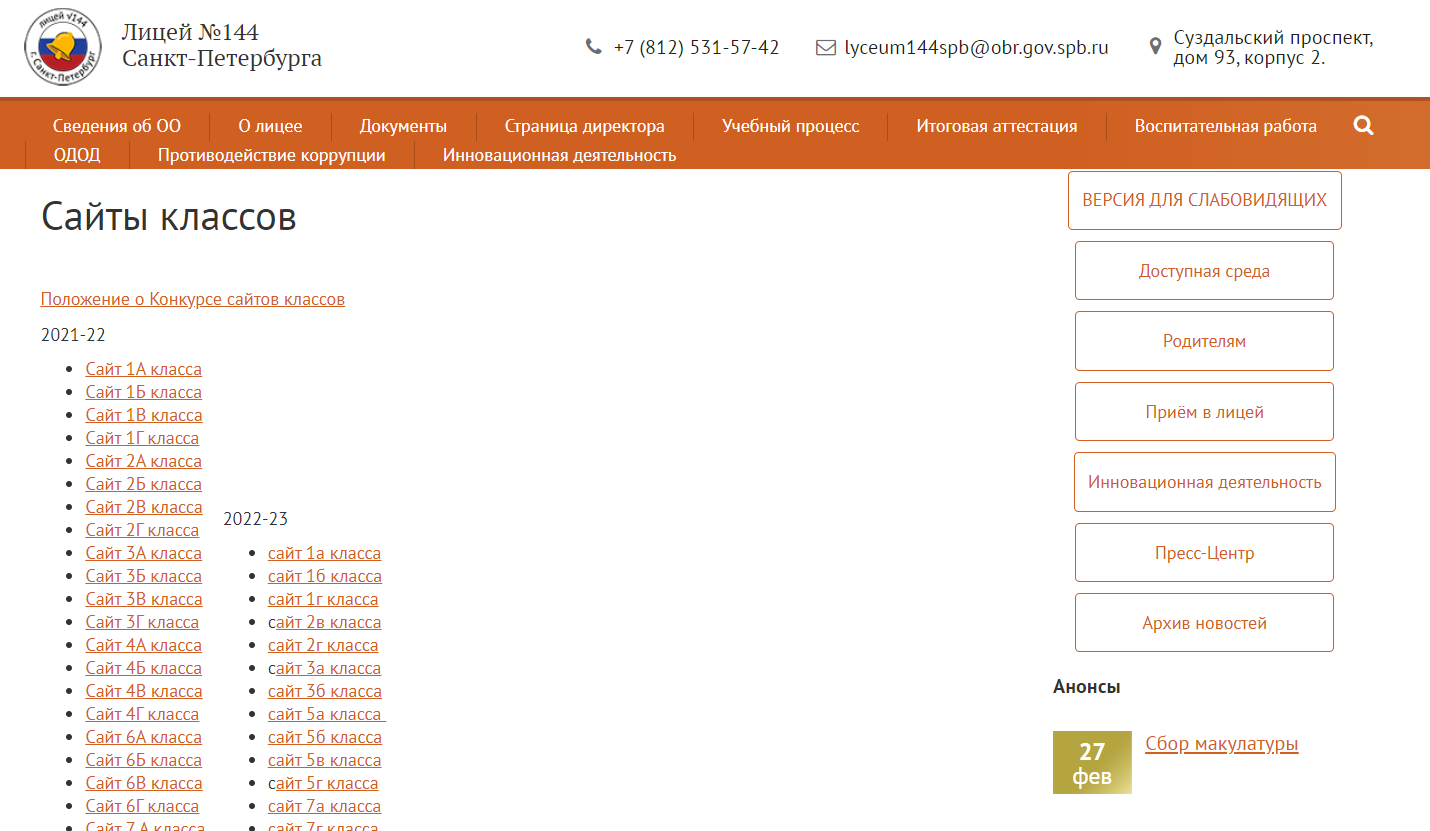 лицей №144
г.Санкт-Петербург
Лицей №144
Санкт-Петербурга
+7 (812) 531-57-42
lyceum144spb@obr.gov.spb.ru
Суздальский проспект,
дом 93, корпус 2.
Сведения об ОО
О лицее
Документы
Страница директора
Учебный процесс
Итоговая аттестация
Воспитательная работа
ОДОД
Противодействие коррупции
Инновационная деятельность
Сайты классов
Положение о Конкурсе сайтов классов
2021-22
Сайт 1А класса
Сайт 1Б класса
Сайт 1В класса
Сайт 1Г класса
Сайт 2А класса
Сайт 2Б класса
Сайт 2В класса
Сайт 2Г класса
Сайт 3А класса
Сайт 3Б класса
Сайт 3В класса
Сайт 3Г класса
Сайт 4А класса
Сайт 4Б класса
Сайт 4В класса
Сайт 4Г класса
Сайт 6А класса
Сайт 6Б класса
Сайт 6В класса
Сайт 6Г класса
Сайт 7 А класса
2022-23
сайт 1а класса
сайт 1б класса
сайт 1г класса
сайт 2в класса
сайт 2г класса
сайт 3а класса
сайт 3б класса
сайт 5а класса
сайт 5б класса
сайт 5в класса
сайт 5г класса
сайт 7а класса
сайт 7г класса
ВЕРСИЯ ДЛЯ СЛАБОВИДЯЩИХ
Доступная среда
Родителям
Приём в лицей
Инновационная деятельность
Пресс-Центр
Архив новостей
Анонсы
27
фев
Сбор макулатуры